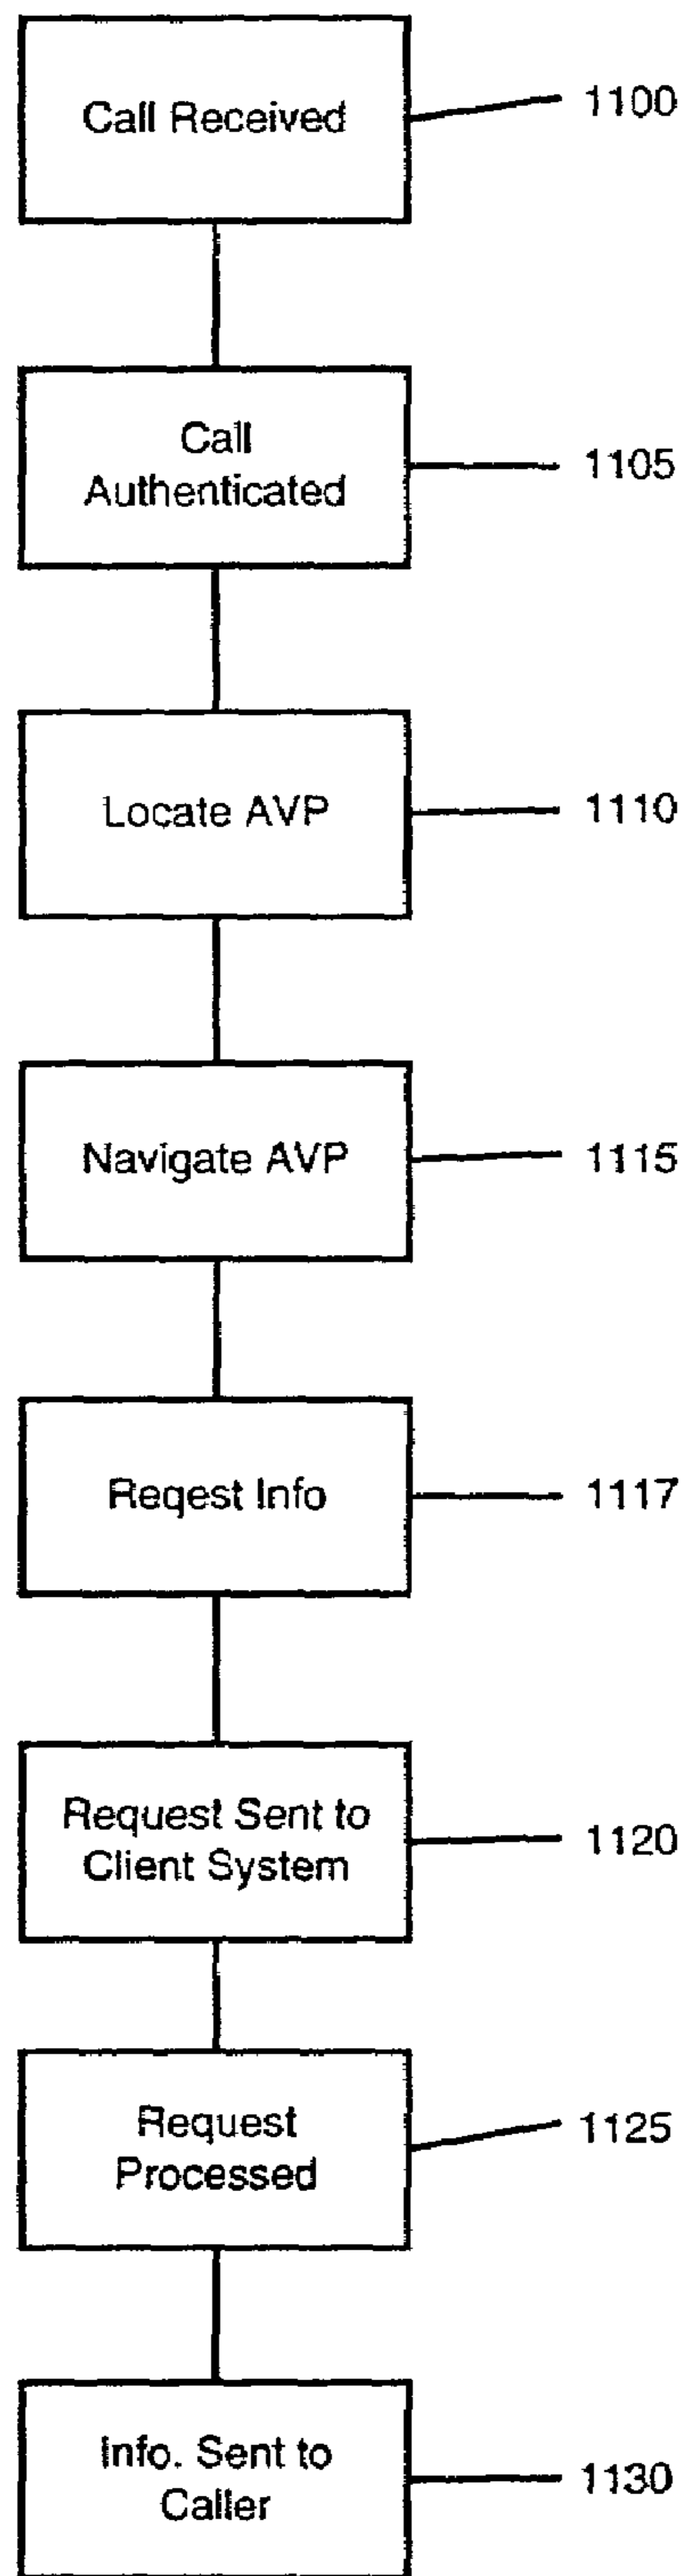 Call Received
1100
Call
Authenticated
1105
Locate AVP
1110
Navigate AVP
1115
Reqest Info
1117
Request Sent to
Client System
1120
Request
Processed
1125
Info. Sent to
Caller
1130